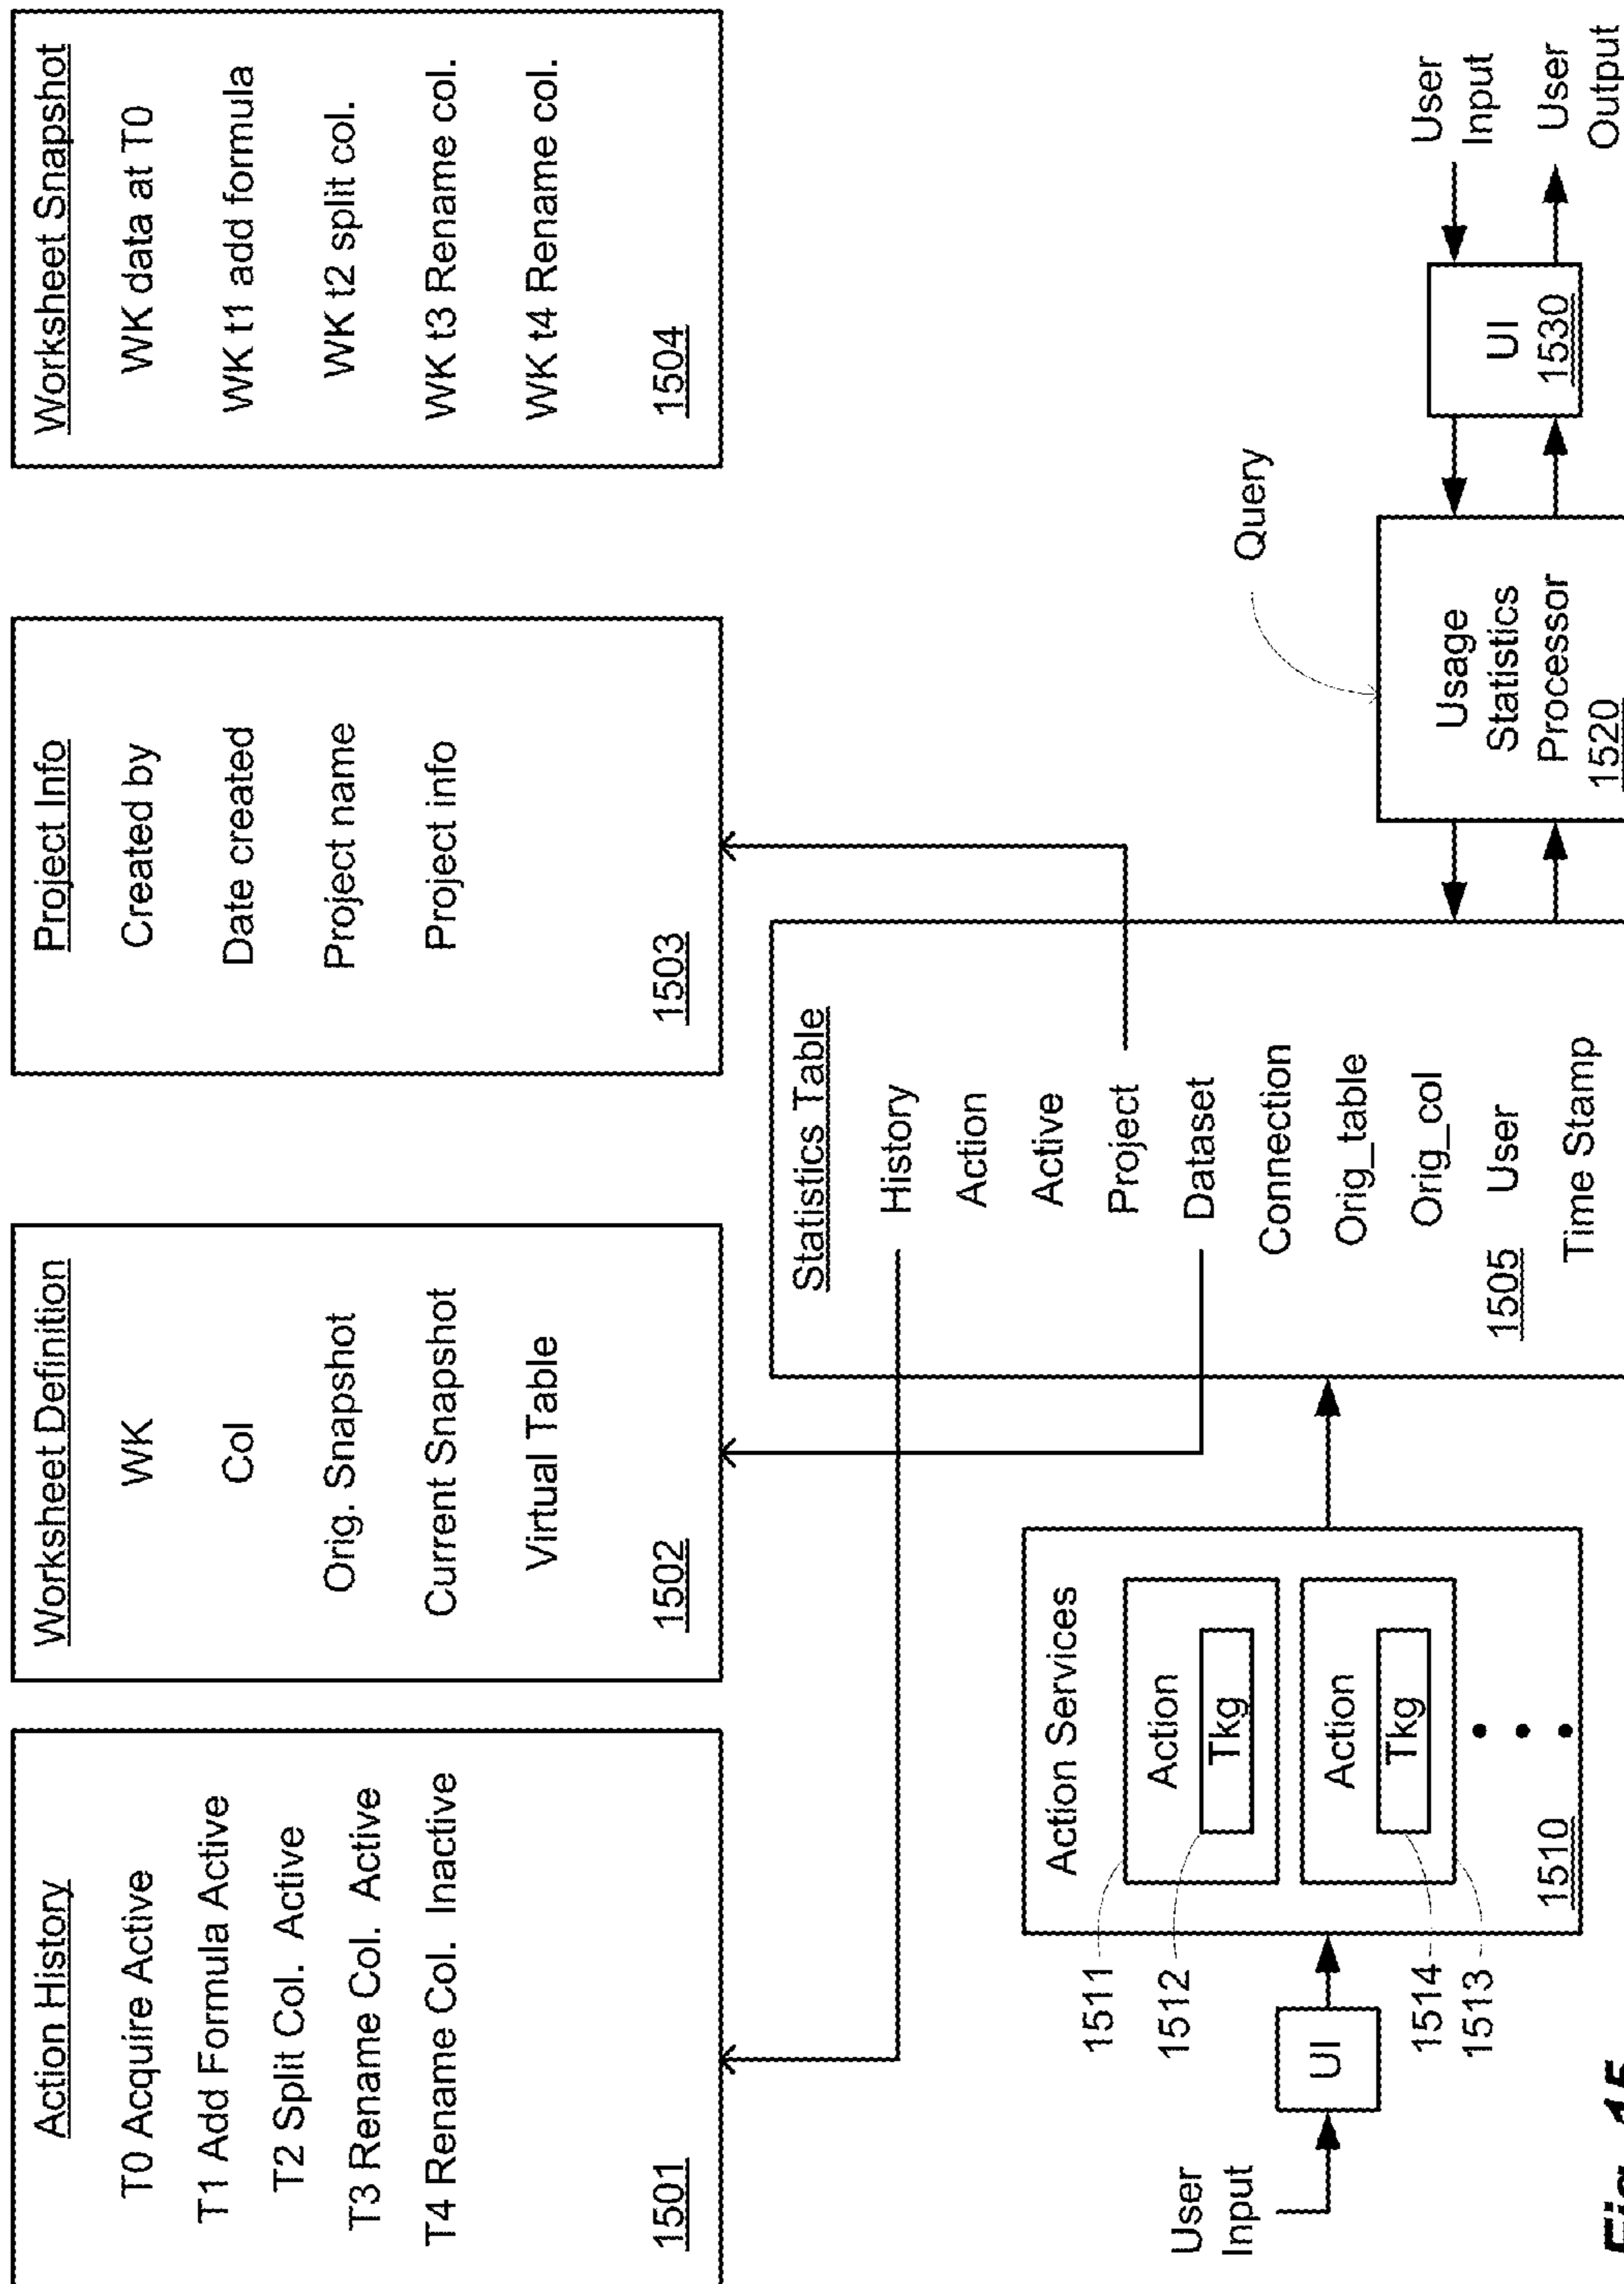 Action History
T0 Acquire Active
T1 Add Formula Active
T2 Split Col. Active
T3 Rename Col. Active
T4 Rename Col. Inactive
1501
Worksheet Definition
WK
Col
Orig. Snapshot
Current Snapshot
Virtual Table
1502
Project Info
Created by
Date created
Project name
Project info
1503
Worksheet Snapshot
WK data at T0
WK t1 add formula
WK t2 split col.
WK t3 Rename col.
WK t4 Rename col.
1504
User
Input
UI
1511
1512
1514
1513
Action Services
Action
Tkg
Action
Tkg
1510
Statistics Table
History
Action
Active
Project
Dataset
Connection
Orig_table
Orig_col
1505 User
Time Stamp
Query
Usage
Statistics
Processor
1520
UI
1530
User
Input
User
Output
Fig. 15